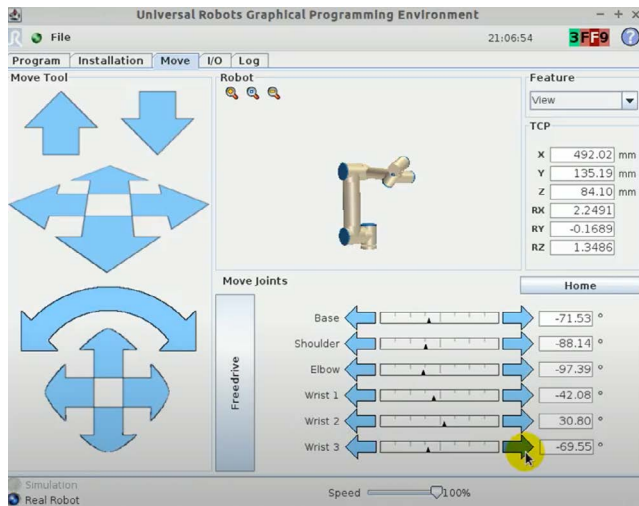 Universal Robots Graphical Programming Environment
File 21:06:54 3FF9 ?
Program Installation Move I/O Log
Move Tool
Robot
Feature
View
TCP
X 492.02 mm
Y 135.19 mm
Z 84.10 mm
RX 2.2491
RY -0.1689
RZ 1.3486
Move Joints
Home
Freedrive
Base -71.53 °
Shoulder -88.14 °
Elbow -97.39 °
Wrist 1 -42.08 °
Wrist 2 30.80 °
Wrist 3 -69.55 °
Simulation
Real Robot
Speed 100%